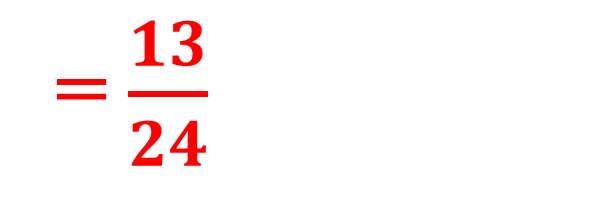 = 13/24